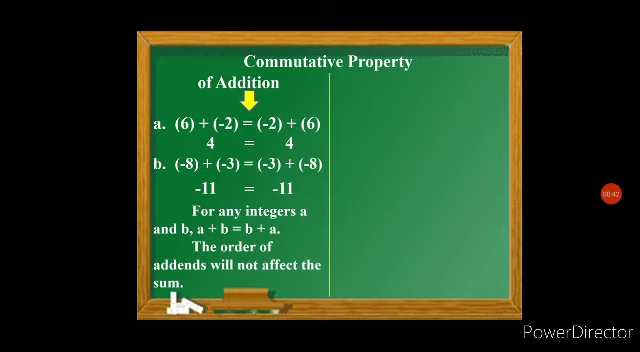 Commutative Property
of Addition
a. (6) + (-2) = (-2) + (6)
4 = 4
b. (-8) + (-3) = (-3) + (-8)
-11 = -11
For any integers a
and b, a + b = b + a.
The order of
addends will not affect the
sum.
00:42
PowerDirector